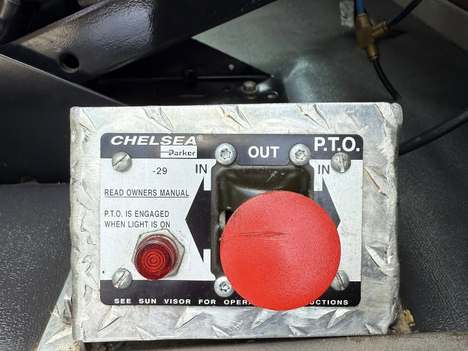 CHELSEA
Parker
OUT
P.T.O.
-29
IN
IN
READ OWNERS MANUAL
P.T.O. IS ENGAGED
WHEN LIGHT IS ON
SEE SUN VISOR FOR